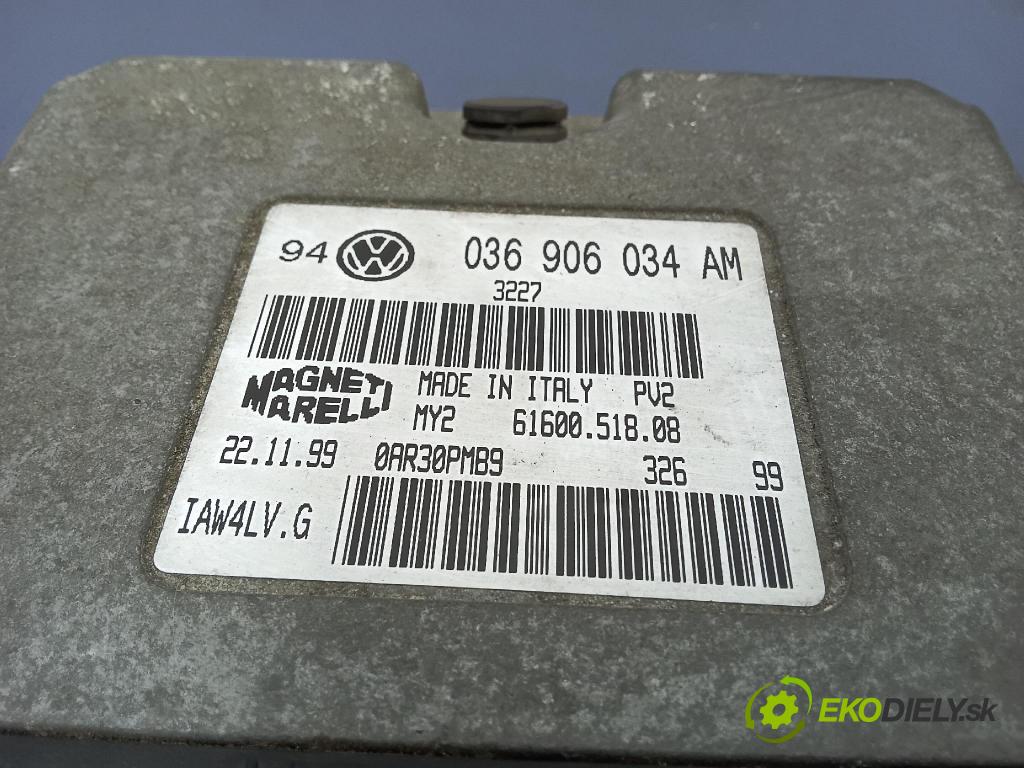 94 VW 036 906 034 AM
3227
MAGNETI MARELLI MADE IN ITALY PV2
MY2 61600.518.08
22.11.99 0AR30PMB9 326 99
IAW4LV.G
EKODIELY.sk